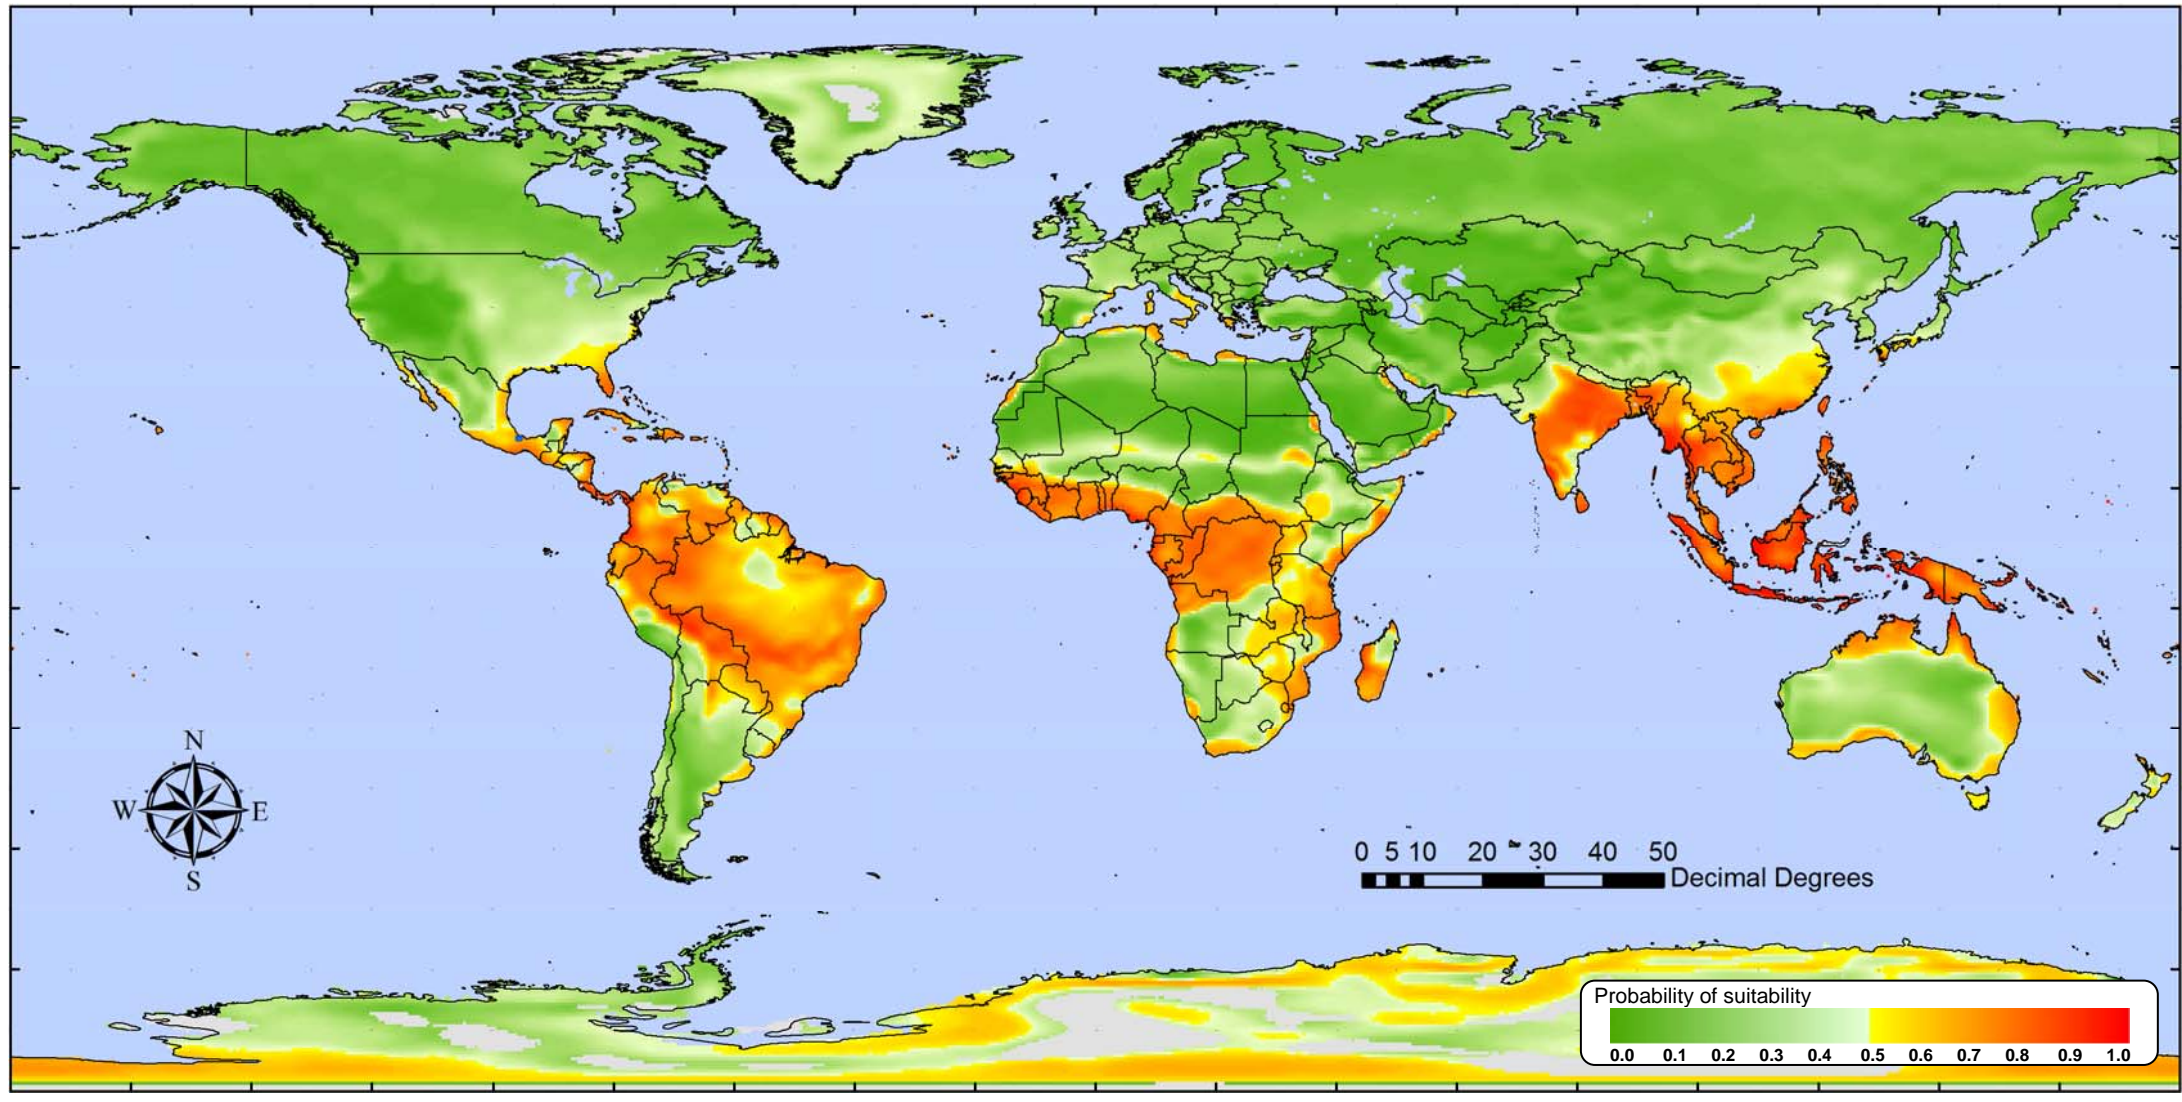 N
W E
S
0 5 10 20 30 40 50
Decimal Degrees
Probability of suitability
0.0 0.1 0.2 0.3 0.4 0.5 0.6 0.7 0.8 0.9 1.0